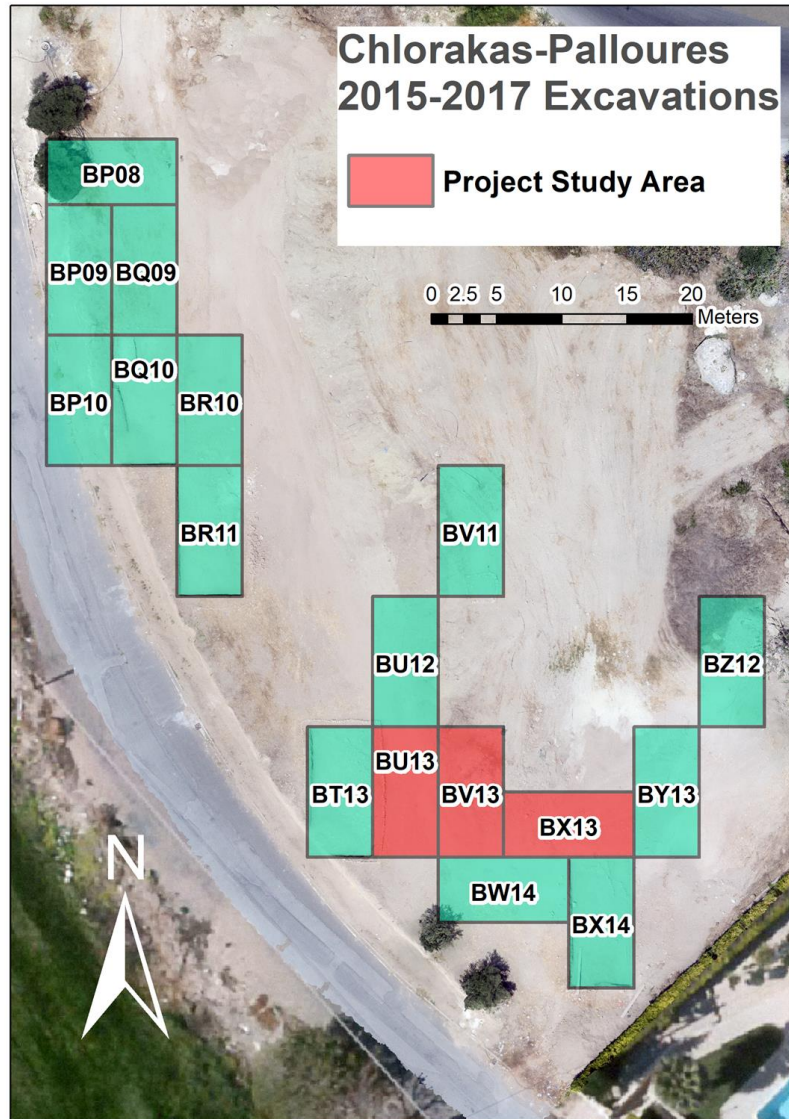 Chlorakas-Palloures
2015-2017 Excavations
Project Study Area
0 2.5 5 10 15 20
Meters
BP08
BP09
BQ09
BP10
BQ10
BR10
BR11
BV11
BU12
BZ12
BT13
BU13
BV13
BX13
BY13
BW14
BX14
N